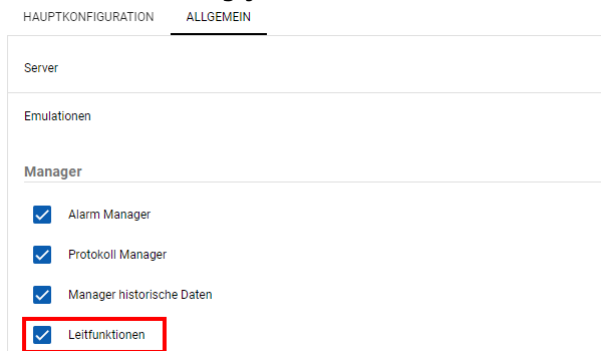 HAUPTKONFIGURATION ALLGEMEIN
Server
Emulationen
Manager
Alarm Manager
Protokoll Manager
Manager historische Daten
Leitfunktionen